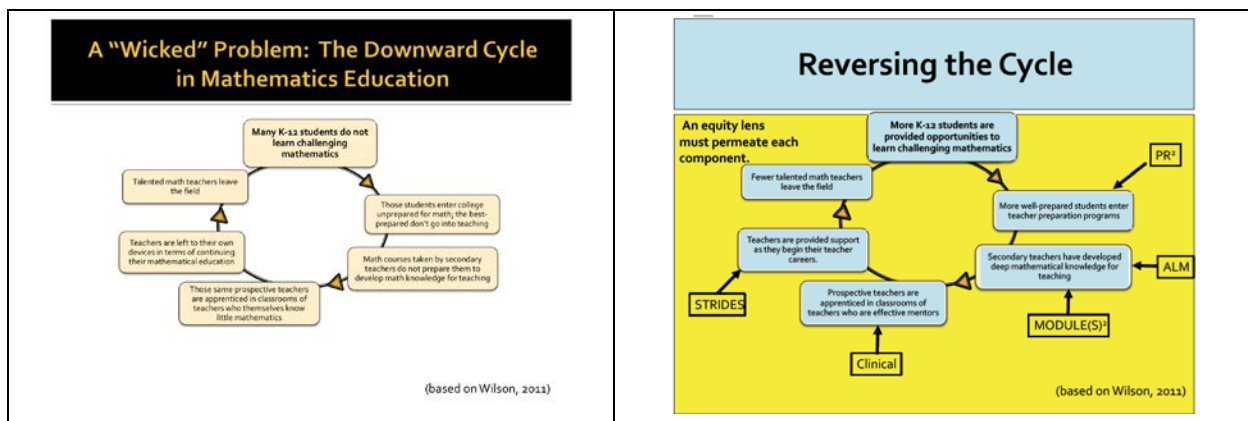 A “Wicked” Problem: The Downward Cycle
in Mathematics Education
Many K-12 students do not
learn challenging
mathematics
Talented math teachers leave
the field
Those students enter college
unprepared for math; the best-
prepared don't go into teaching
Teachers are left to their own
devices in terms of continuing
their mathematical education
Math courses taken by secondary
teachers do not prepare them to
develop math knowledge for teaching
Those same prospective teachers
are apprenticed in classrooms of
teachers who themselves know
little mathematics
(based on Wilson, 2011)
Reversing the Cycle
An equity lens
must permeate each
component.
More K-12 students are
provided opportunities to
learn challenging mathematics
PR²
Fewer talented math teachers
leave the field
More well-prepared students enter
teacher preparation programs
Teachers are provided support
as they begin their teacher
careers.
Secondary teachers have developed
deep mathematical knowledge for
teaching
ALM
STRIDES
Prospective teachers are
apprenticed in classrooms of
teachers who are effective mentors
MODULE(S)²
Clinical
(based on Wilson, 2011)